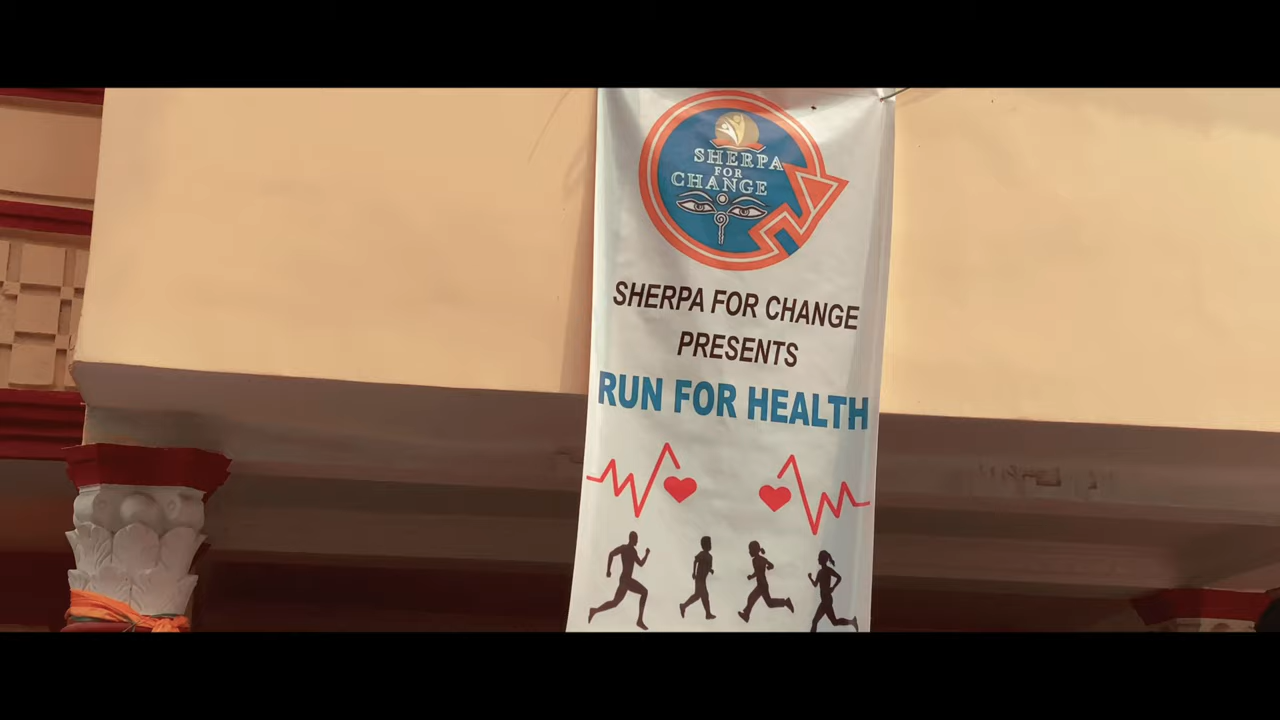 SHERPA
FOR
CHANGE
SHERPA FOR CHANGE
PRESENTS
RUN FOR HEALTH